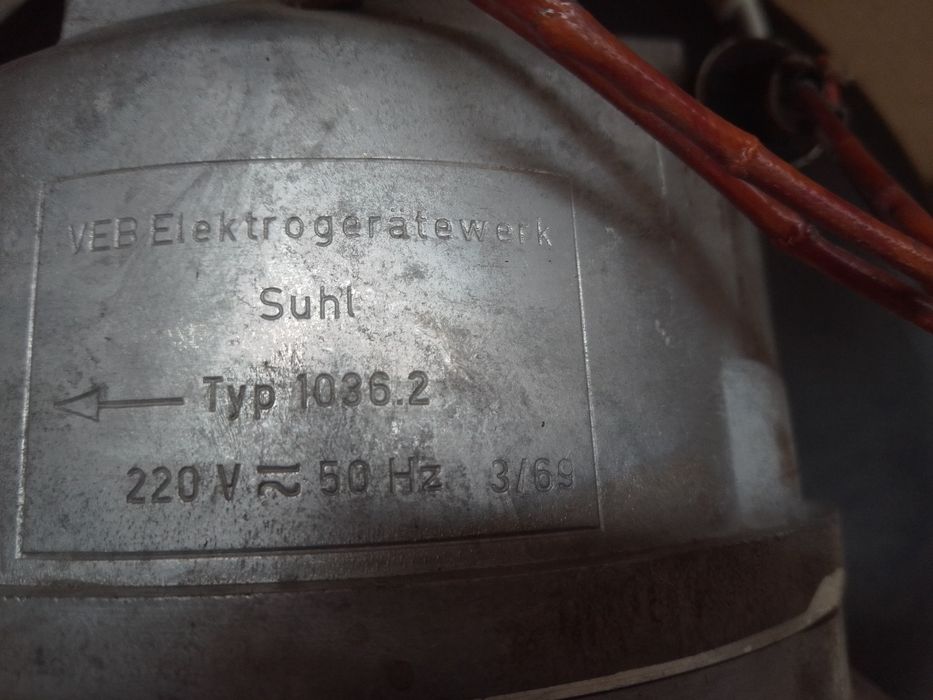 VEB Elektrogerätewerk
Suhl
Typ 1036.2
220 V ≂ 50 Hz 3/69